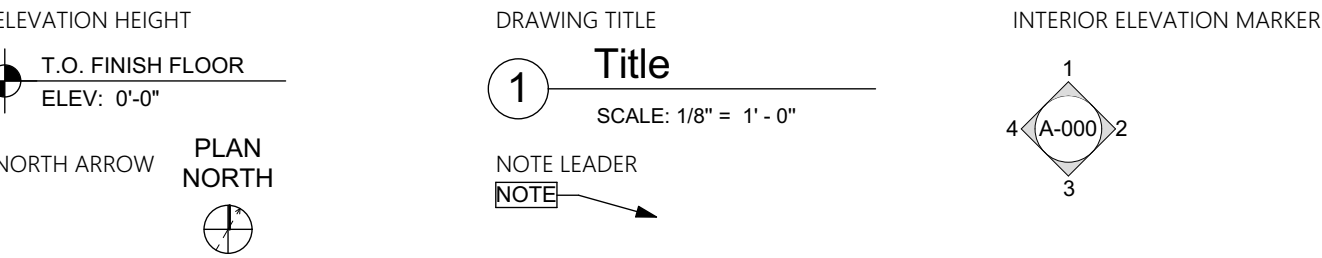 ELEVATION HEIGHT
T.O. FINISH FLOOR
ELEV: 0'-0"
NORTH ARROW
PLAN
NORTH
DRAWING TITLE
1
Title
SCALE: 1/8" = 1' - 0"
NOTE LEADER
NOTE
INTERIOR ELEVATION MARKER
1
4 A-000 2
3